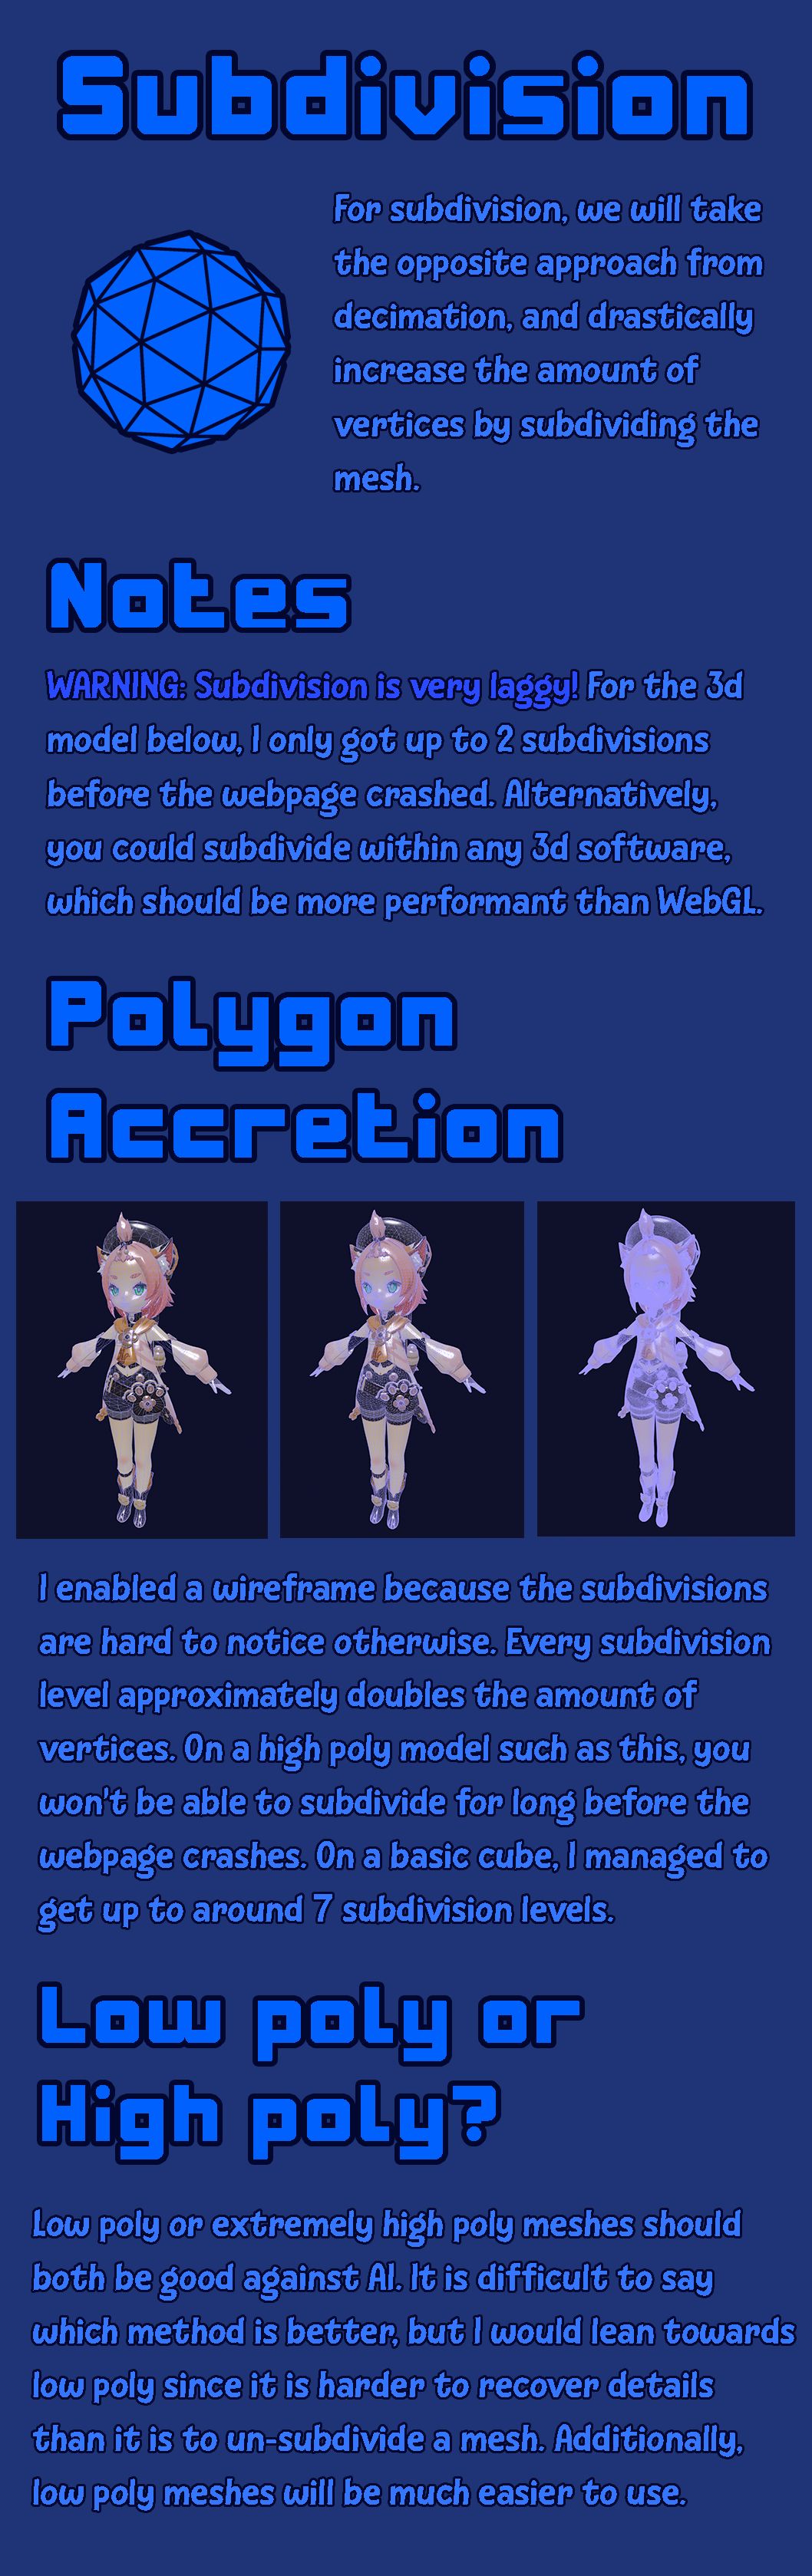 Subdivision
For subdivision, we will take
the opposite approach from
decimation, and drastically
increase the amount of
vertices by subdividing the
mesh.
Notes
WARNING: Subdivision is very laggy! For the 3d
model below, I only got up to 2 subdivisions
before the webpage crashed. Alternatively,
you could subdivide within any 3d software,
which should be more performant than WebGL.
Polygon
Accretion
I enabled a wireframe because the subdivisions
are hard to notice otherwise. Every subdivision
level approximately doubles the amount of
vertices. On a high poly model such as this, you
won't be able to subdivide for long before the
webpage crashes. On a basic cube, I managed to
get up to around 7 subdivision levels.
Low poly or
High poly?
Low poly or extremely high poly meshes should
both be good against AI. It is difficult to say
which method is better, but I would lean towards
low poly since it is harder to recover details
than it is to un-subdivide a mesh. Additionally,
low poly meshes will be much easier to use.